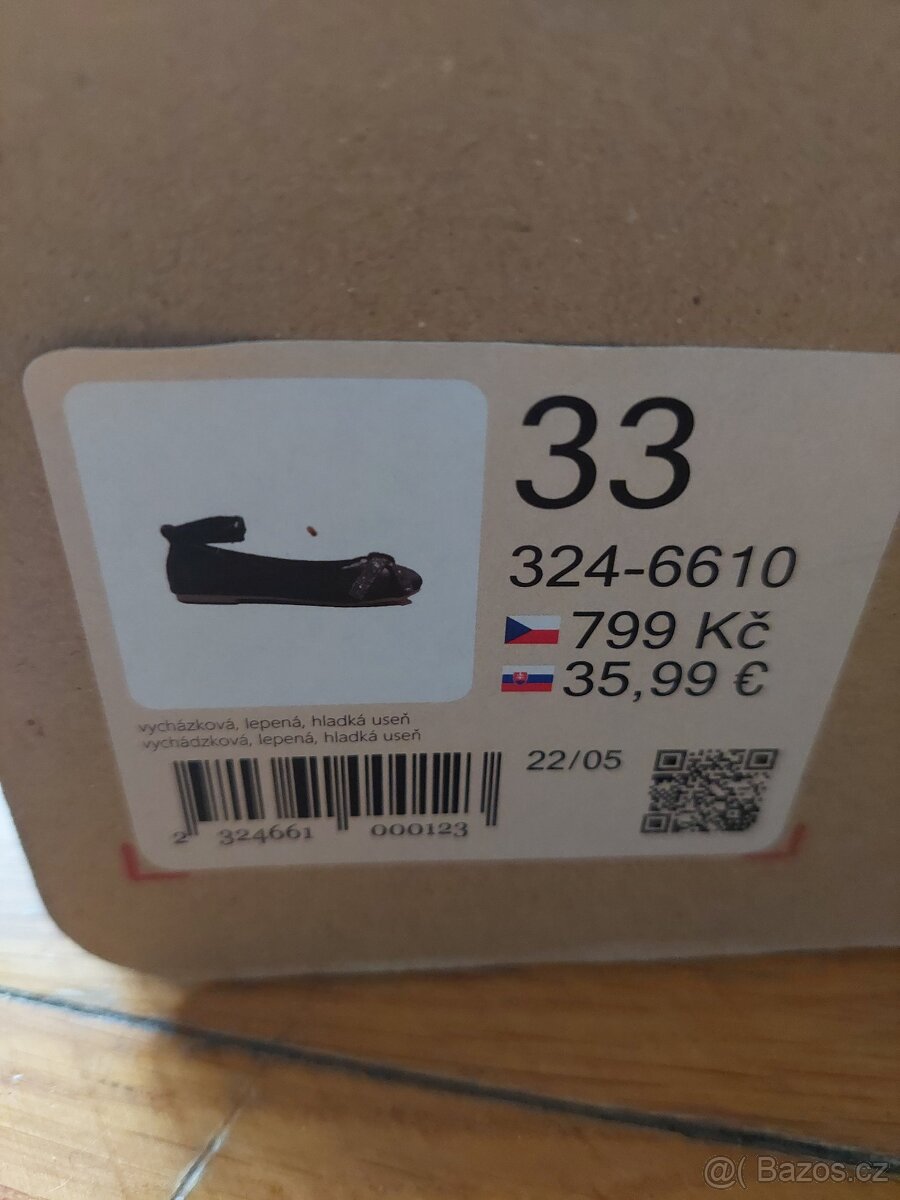 33
324-6610
799 Kč
35,99 €
vycházková, lepená, hladká useň
vychádzková, lepená, hladká useň
22/05
2 324661 000123
@( Bazos.cz